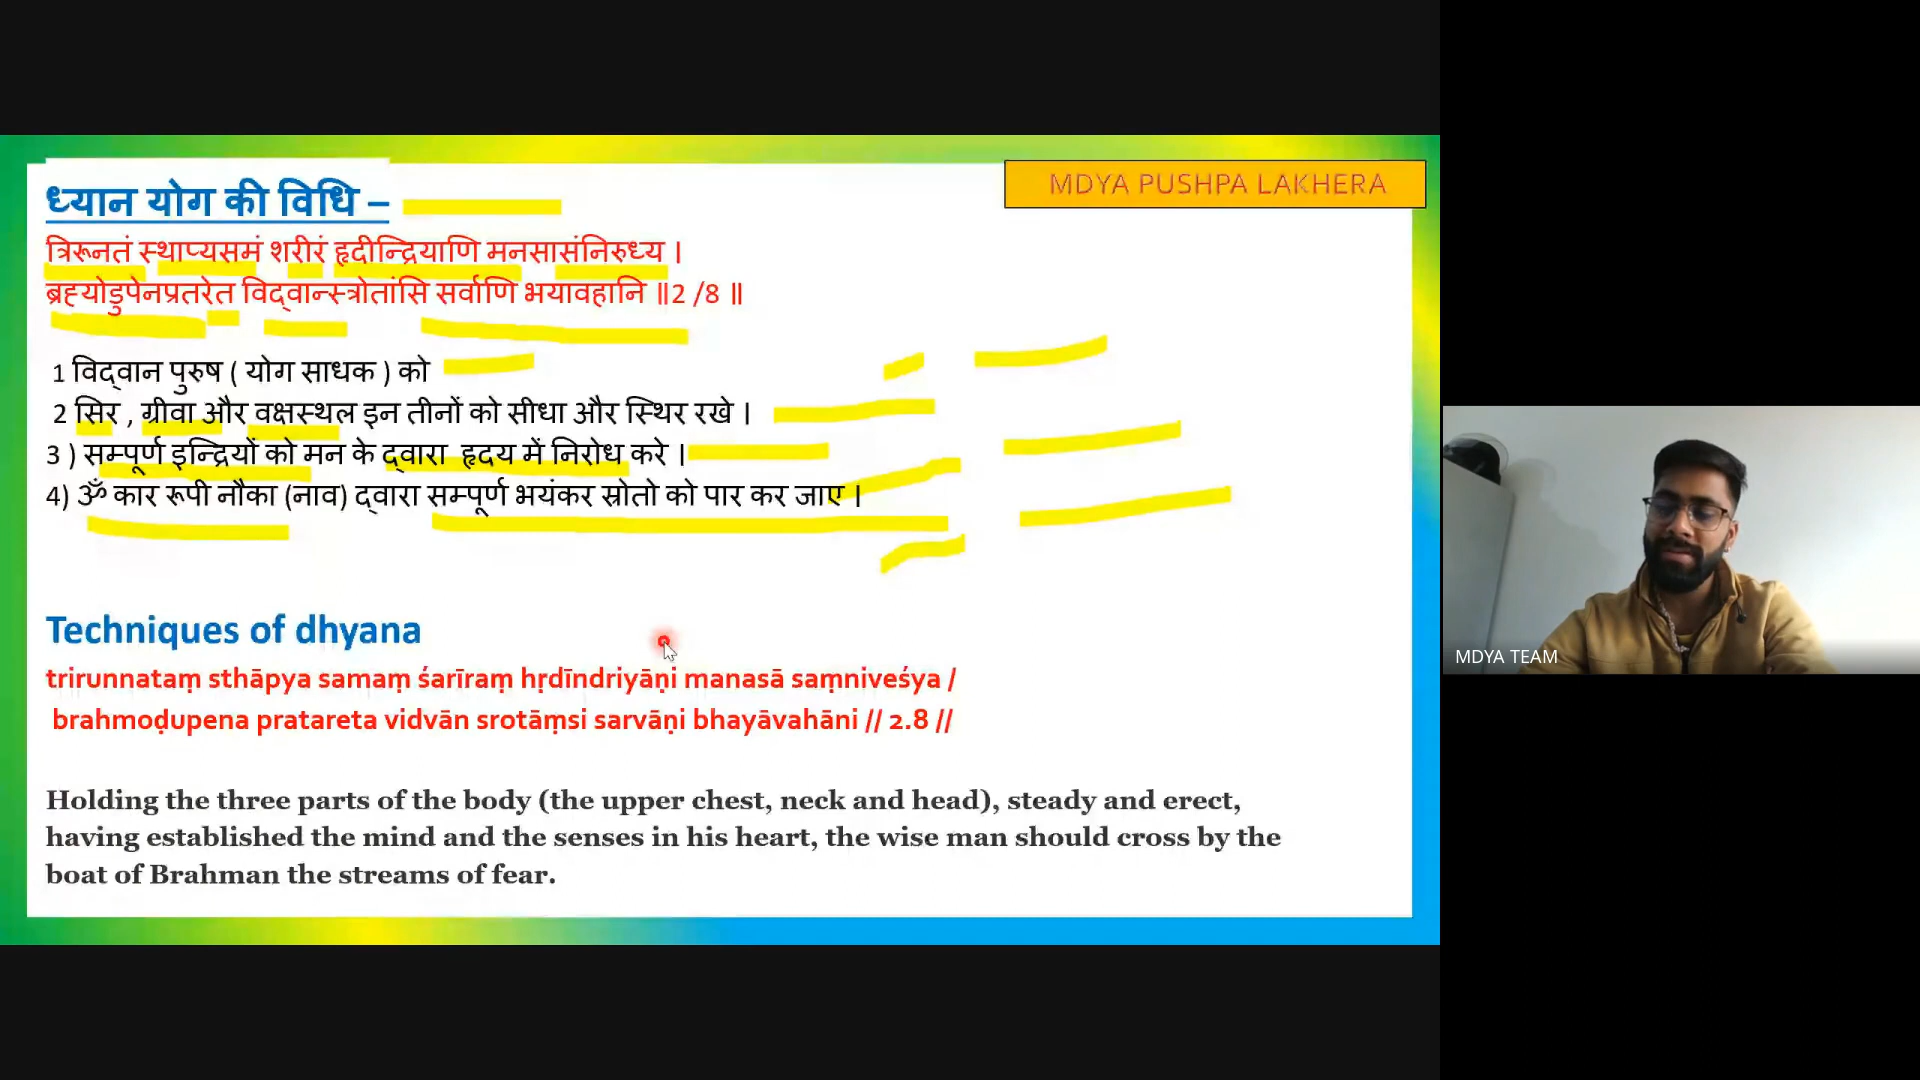 MDYA PUSHPA LAKHERA
ध्यान योग की विधि –
त्रिरूनतं स्थाप्यसमं शरीरं हृदीन्द्रियाणि मनसासंनिरुध्य ।
ब्रह्योडुपेनप्रतरेत विद्वान्स्त्रोतांसि सर्वाणि भयावहानि ॥2 /8 ॥
1 विद्वान पुरुष ( योग साधक ) को
2 सिर , ग्रीवा और वक्षस्थल इन तीनों को सीधा और स्थिर रखे ।
3 ) सम्पूर्ण इन्द्रियों को मन के द्वारा हृदय में निरोध करे ।
4) ॐ कार रूपी नौका (नाव) द्वारा सम्पूर्ण भयंकर स्रोतो को पार कर जाए ।
Techniques of dhyana
trirunnataṃ sthāpya samaṃ śarīraṃ hṛdīndriyāṇi manasā saṃniveśya /
brahmoḍupena pratareta vidvān srotāṃsi sarvāṇi bhayāvahāni // 2.8 //
Holding the three parts of the body (the upper chest, neck and head), steady and erect,
having established the mind and the senses in his heart, the wise man should cross by the
boat of Brahman the streams of fear.
MDYA TEAM